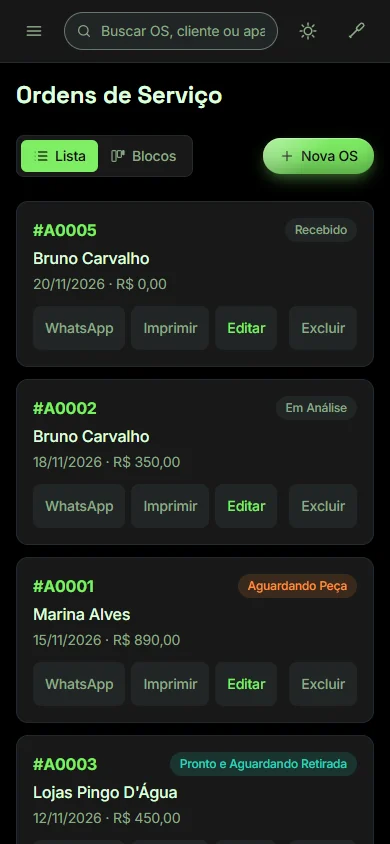 Buscar OS, cliente ou apa
Ordens de Serviço
Lista
Blocos
Nova OS
#A0005
Recebido
Bruno Carvalho
20/11/2026 · R$ 0,00
WhatsApp
Imprimir
Editar
Excluir
#A0002
Em Análise
Bruno Carvalho
18/11/2026 · R$ 350,00
WhatsApp
Imprimir
Editar
Excluir
#A0001
Aguardando Peça
Marina Alves
15/11/2026 · R$ 890,00
WhatsApp
Imprimir
Editar
Excluir
#A0003
Pronto e Aguardando Retirada
Lojas Pingo D'Água
12/11/2026 · R$ 450,00